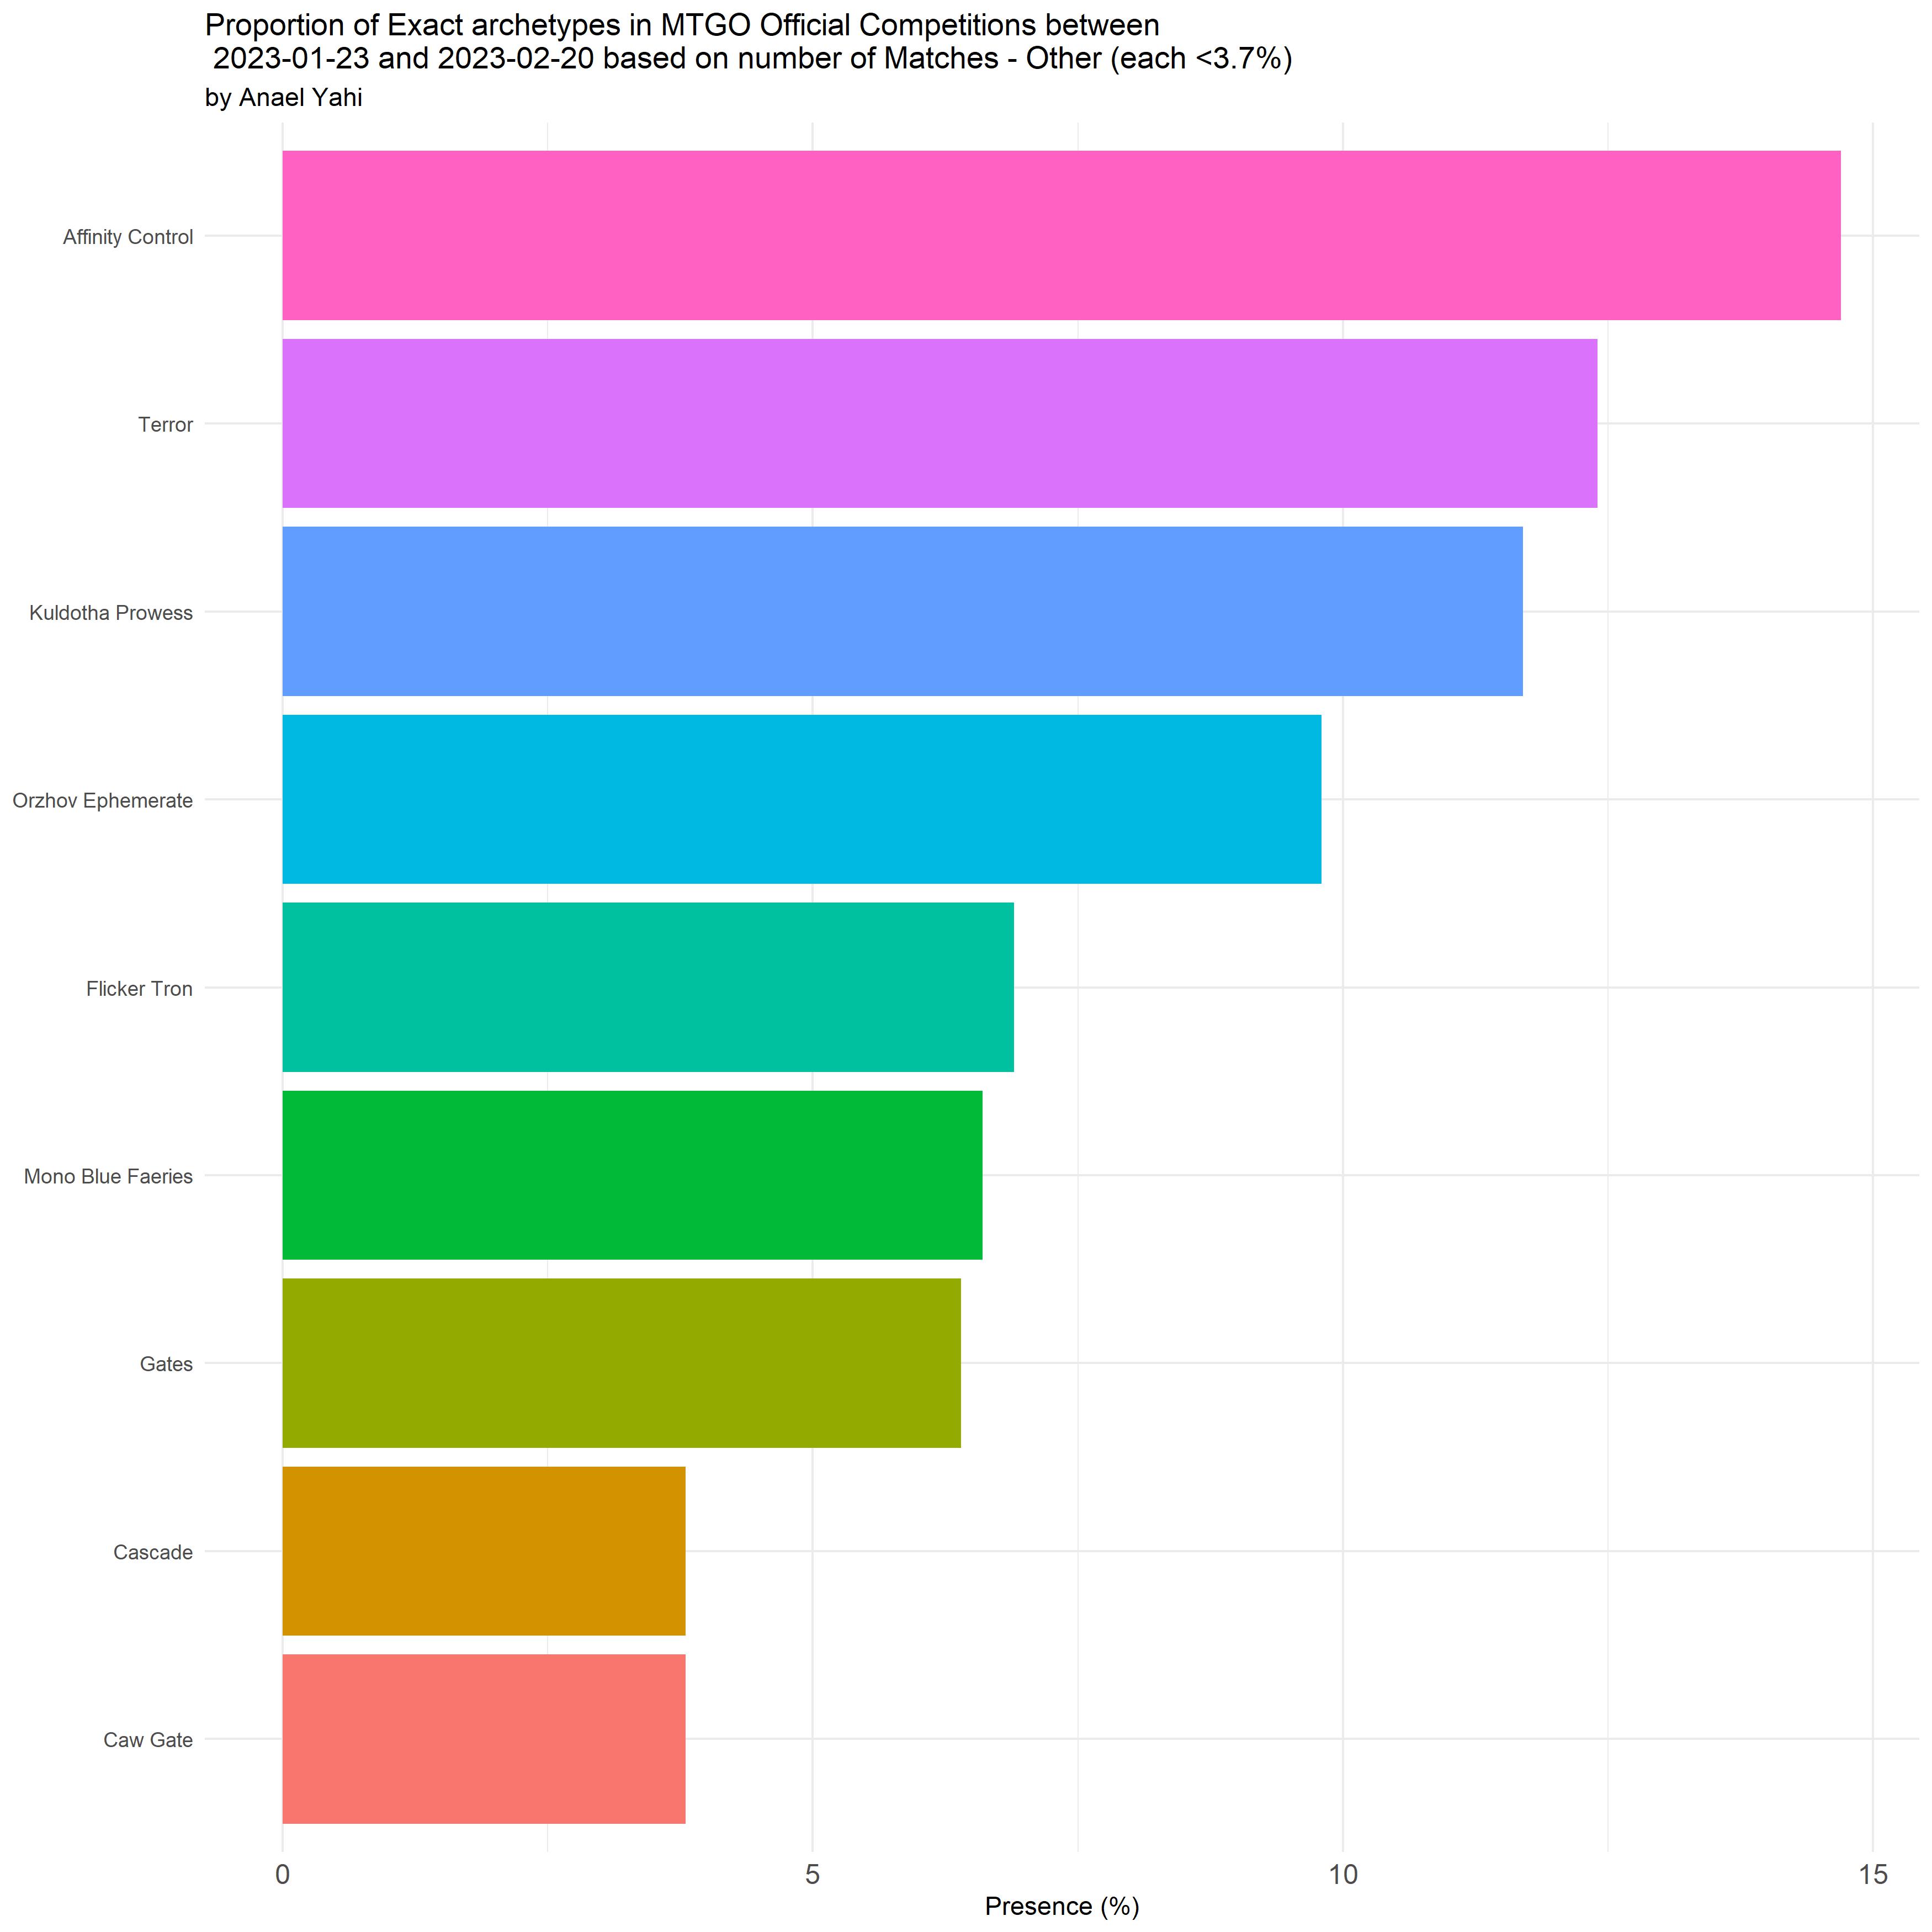 Proportion of Exact archetypes in MTGO Official Competitions between
2023-01-23 and 2023-02-20 based on number of Matches - Other (each <3.7%)
by Anael Yahi
Affinity Control
Terror
Kuldotha Prowess
Orzhov Ephemerate
Flicker Tron
Mono Blue Faeries
Gates
Cascade
Caw Gate
0 5 10 15
Presence (%)